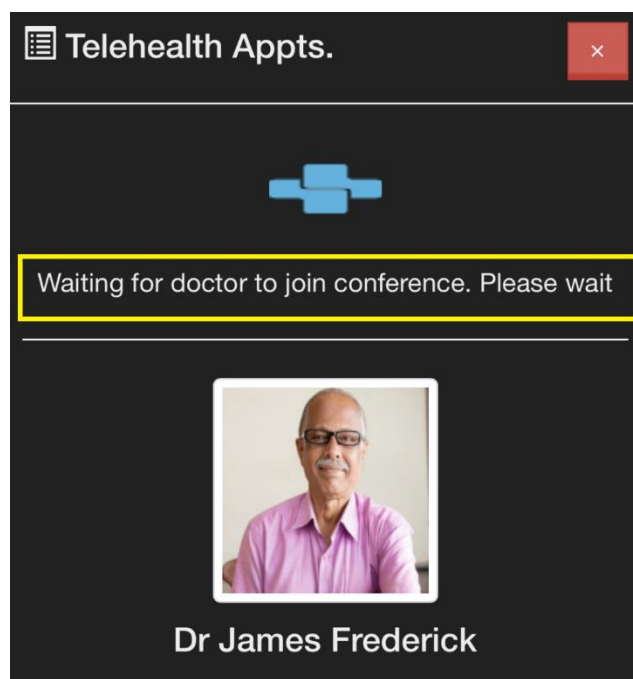 Telehealth Appts.
×
Waiting for doctor to join conference. Please wait
Dr James Frederick